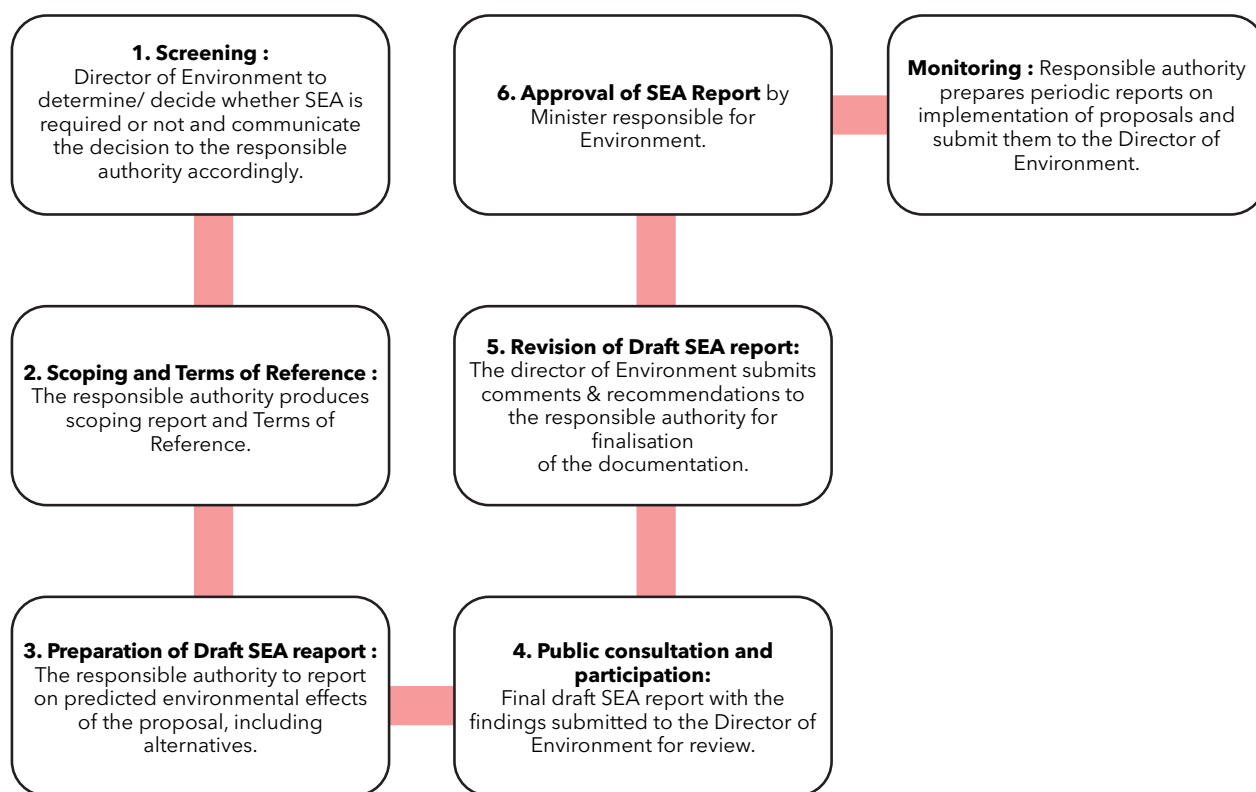 1. Screening :
Director of Environment to
determine/ decide whether SEA is
required or not and communicate
the decision to the responsible
authority accordingly.
2. Scoping and Terms of Reference :
The responsible authority produces
scoping report and Terms of
Reference.
3. Preparation of Draft SEA reaport :
The responsible authority to report
on predicted environmental effects
of the proposal, including
alternatives.
4. Public consultation and
participation:
Final draft SEA report with the
findings submitted to the Director of
Environment for review.
5. Revision of Draft SEA report:
The director of Environment submits
comments & recommendations to
the responsible authority for
finalisation
of the documentation.
6. Approval of SEA Report by
Minister responsible for
Environment.
Monitoring : Responsible authority
prepares periodic reports on
implementation of proposals and
submit them to the Director of
Environment.